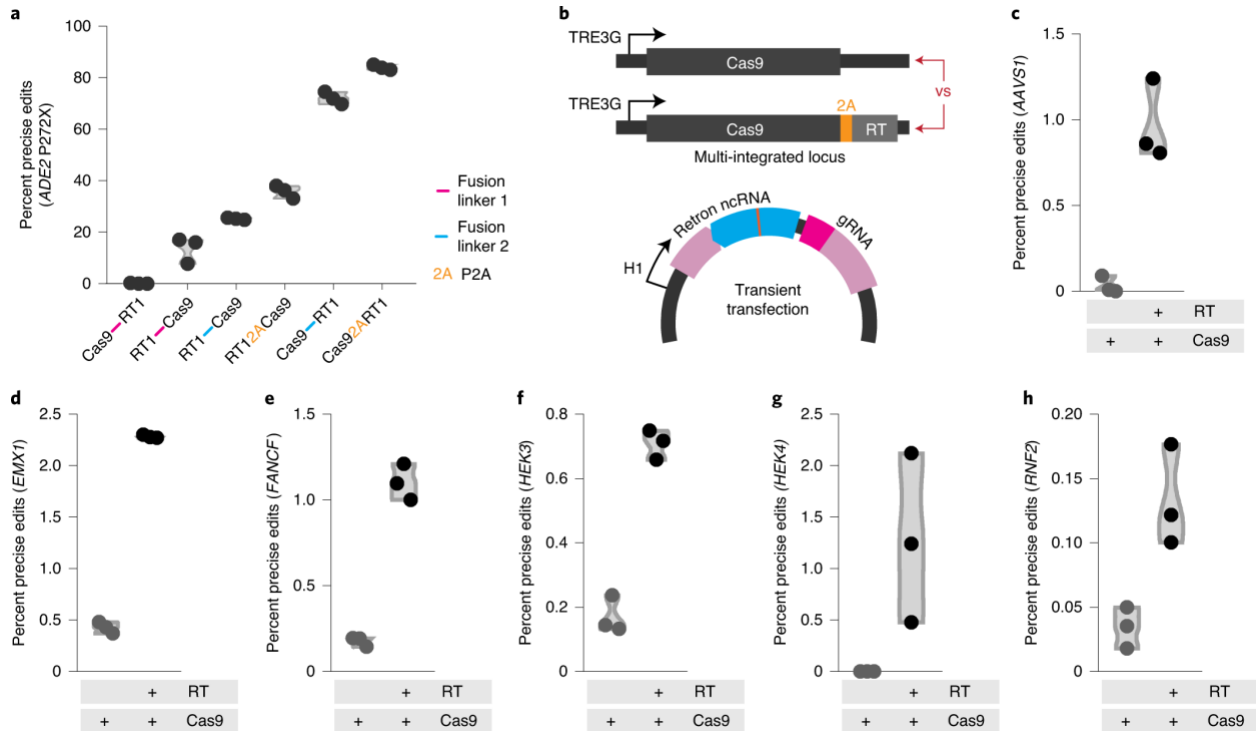 a
Percent precise edits
(ADE2 P272X)
100
80
60
40
20
0
Cas9 RT1
RT1 Cas9
RT1 Cas9
RT12ACas9
Cas9 RT1
Cas92ART1
Fusion
linker 1
Fusion
linker 2
2A P2A
b
TRE3G
Cas9
vs
TRE3G
2A
Cas9
RT
Multi-integrated locus
Retron ncRNA
gRNA
H1
Transient
transfection
c
Percent precise edits (AAVS1)
1.5
1.0
0.5
0
+ RT
+ + Cas9
d
Percent precise edits (EMX1)
2.5
2.0
1.5
1.0
0.5
0
+ RT
+ + Cas9
e
Percent precise edits (FANCF)
1.5
1.0
0.5
0
+ RT
+ + Cas9
f
Percent precise edits (HEK3)
0.8
0.6
0.4
0.2
0
+ RT
+ + Cas9
g
Percent precise edits (HEK4)
2.5
2.0
1.5
1.0
0.5
0
+ RT
+ + Cas9
h
Percent precise edits (RNF2)
0.20
0.15
0.10
0.05
0
+ RT
+ + Cas9